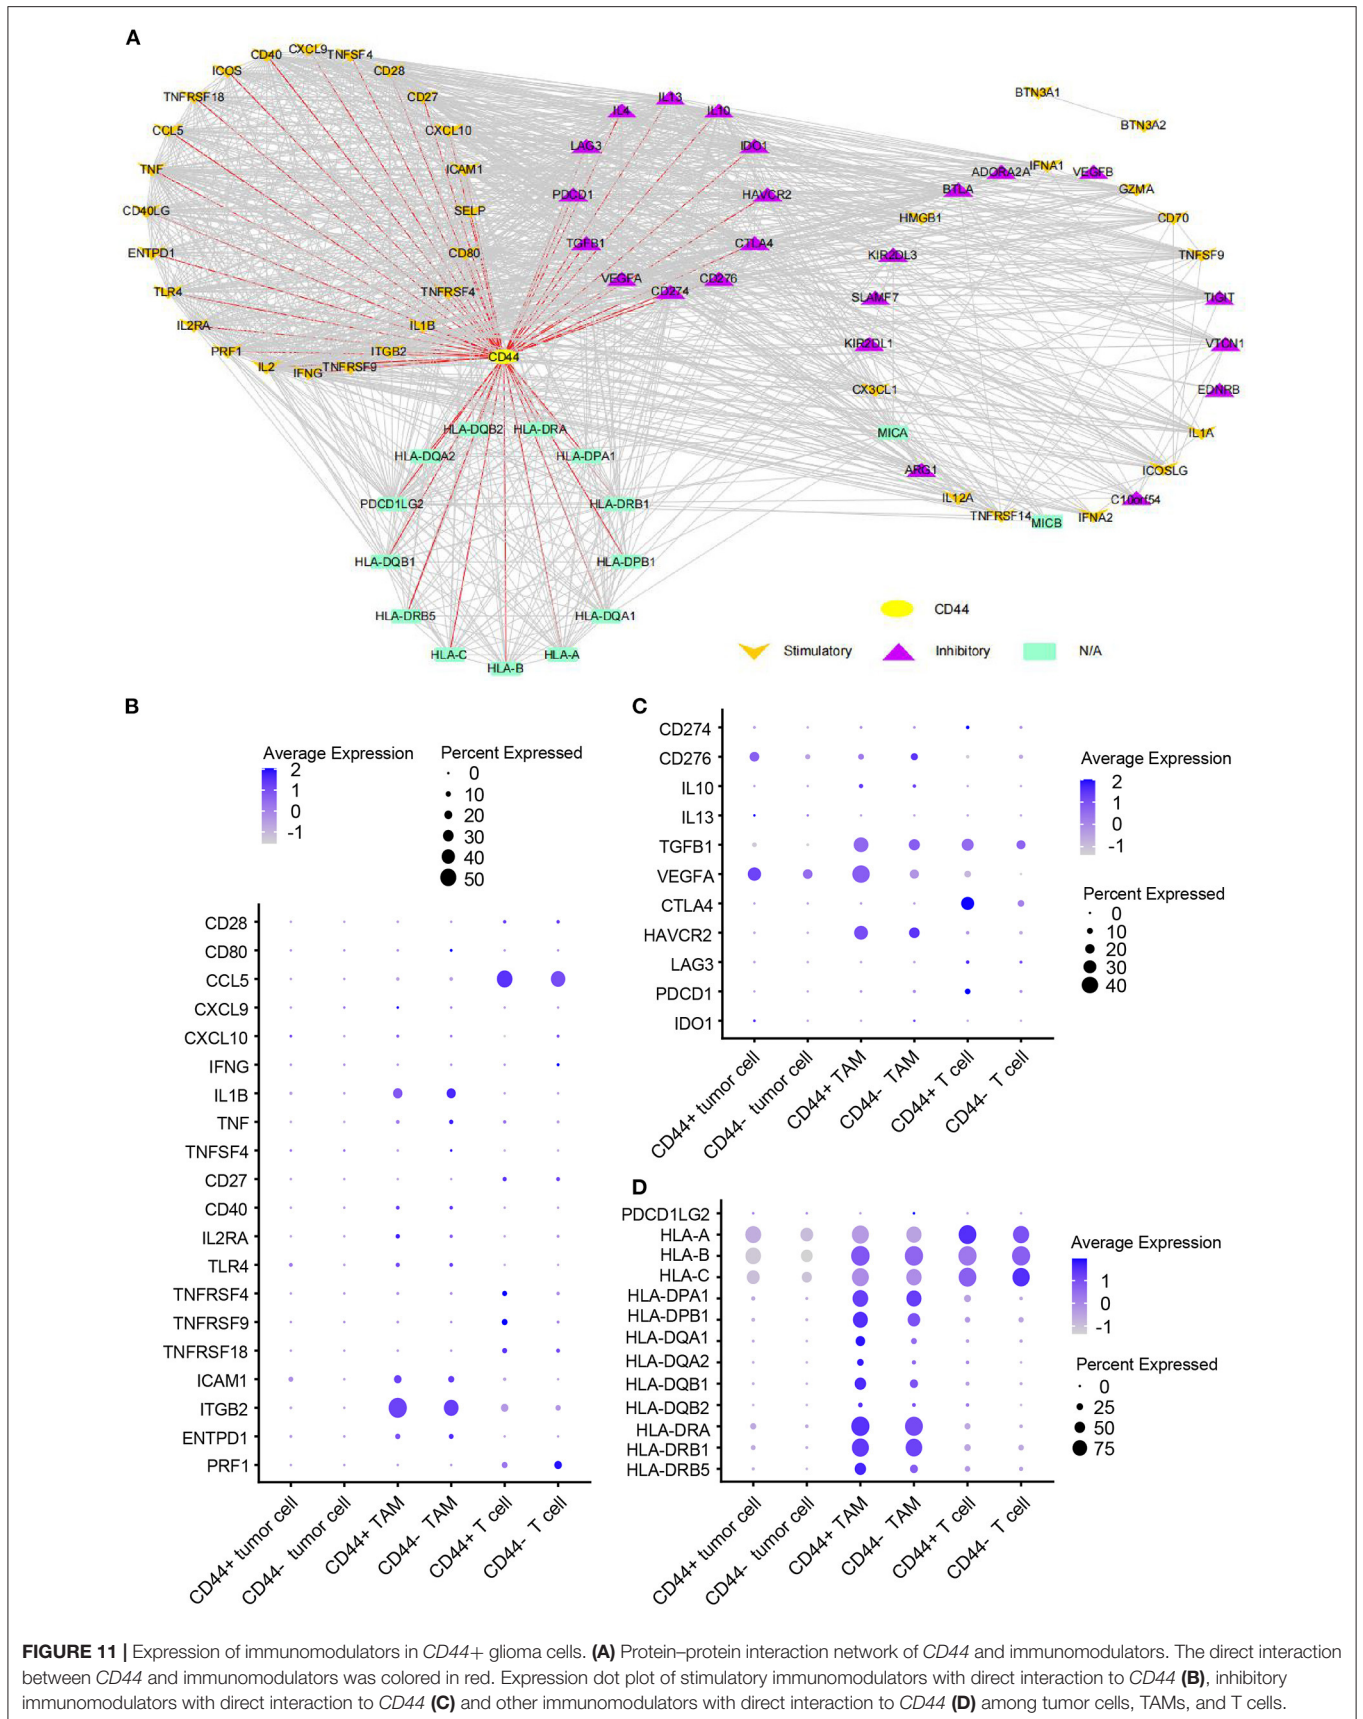 A
CXCL9
CD40
TNFSF4
ICOS
CD28
TNFRSF18
CD27
CCL5
CXCL10
TNF
ICAM1
CD40LG
SELP
ENTPD1
CD80
TLR4
TNFRSF4
IL2RA
IL1B
PRF1
ITGB2
IL2
IFNG
TNFRSF9
CD44
IL13
IL4
IL10
LAG3
IDO1
PDCD1
HAVCR2
TGFB1
CTLA4
VEGFA
CD276
CD274
BTN3A1
BTN3A2
IFNA1
ADORA2A
VEGFB
BTLA
GZMA
HMGB1
CD70
KIR2DL3
TNFSF9
SLAMF7
TIGIT
KIR2DL1
VTCN1
CX3CL1
EDNRB
MICA
IL1A
ARG1
ICOSLG
IL12A
C10orf54
TNFRSF14
MICB
IFNA2
HLA-DQB2
HLA-DRA
HLA-DQA2
HLA-DPA1
PDCD1LG2
HLA-DRB1
HLA-DQB1
HLA-DPB1
HLA-DRB5
HLA-DQA1
HLA-C
HLA-B
HLA-A
CD44
Stimulatory
Inhibitory
N/A
B
Average Expression
2
1
0
-1
Percent Expressed
0
10
20
30
40
50
CD28
CD80
CCL5
CXCL9
CXCL10
IFNG
IL1B
TNF
TNFSF4
CD27
CD40
IL2RA
TLR4
TNFRSF4
TNFRSF9
TNFRSF18
ICAM1
ITGB2
ENTPD1
PRF1
CD44+ tumor cell
CD44- tumor cell
CD44+ TAM
CD44- TAM
CD44+ T cell
CD44- T cell
C
CD274
CD276
IL10
IL13
TGFB1
VEGFA
CTLA4
HAVCR2
LAG3
PDCD1
IDO1
CD44+ tumor cell
CD44- tumor cell
CD44+ TAM
CD44- TAM
CD44+ T cell
CD44- T cell
Average Expression
2
1
0
-1
Percent Expressed
0
10
20
30
40
D
PDCD1LG2
HLA-A
HLA-B
HLA-C
HLA-DPA1
HLA-DPB1
HLA-DQA1
HLA-DQA2
HLA-DQB1
HLA-DQB2
HLA-DRA
HLA-DRB1
HLA-DRB5
CD44+ tumor cell
CD44- tumor cell
CD44+ TAM
CD44- TAM
CD44+ T cell
CD44- T cell
Average Expression
1
0
-1
Percent Expressed
0
25
50
75
FIGURE 11 | Expression of immunomodulators in CD44+ glioma cells. (A) Protein–protein interaction network of CD44 and immunomodulators. The direct interaction
between CD44 and immunomodulators was colored in red. Expression dot plot of stimulatory immunomodulators with direct interaction to CD44 (B), inhibitory
immunomodulators with direct interaction to CD44 (C) and other immunomodulators with direct interaction to CD44 (D) among tumor cells, TAMs, and T cells.